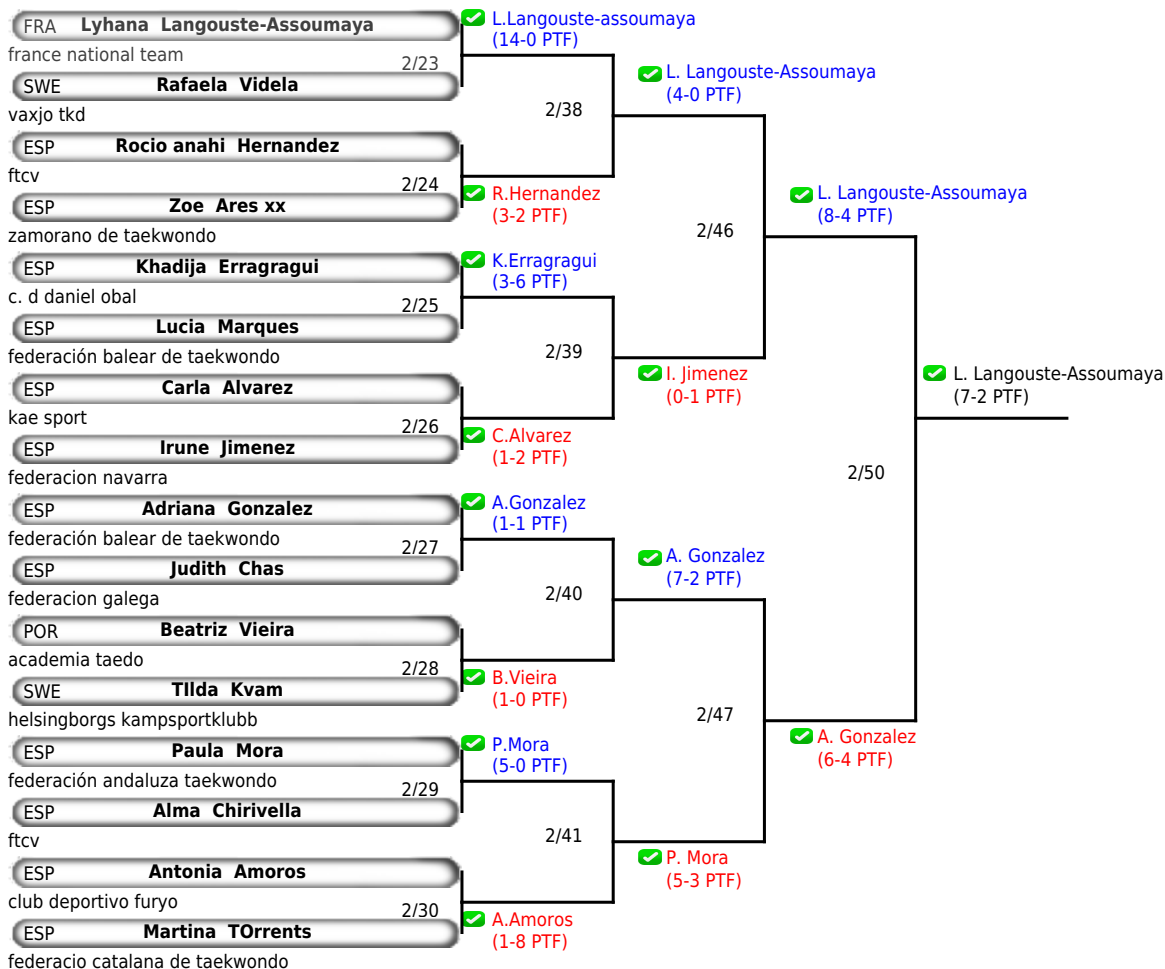 FRA Lyhana Langouste-Assoumaya
france national team
2/23
SWE Rafaela Videla
vaxjo tkd
ESP Rocio anahi Hernandez
ftcv
2/24
ESP Zoe Ares xx
zamorano de taekwondo
ESP Khadija Erragragui
c. d daniel obal
2/25
ESP Lucia Marques
federación balear de taekwondo
ESP Carla Alvarez
kae sport
2/26
ESP Irune Jimenez
federacion navarra
ESP Adriana Gonzalez
federación balear de taekwondo
2/27
ESP Judith Chas
federacion galega
POR Beatriz Vieira
academia taedo
2/28
SWE TIlda Kvam
helsingborgs kampsportklubb
ESP Paula Mora
federación andaluza taekwondo
2/29
ESP Alma Chirivella
ftcv
ESP Antonia Amoros
club deportivo furyo
2/30
ESP Martina TOrrents
federacio catalana de taekwondo
L.Langouste-assoumaya
(14-0 PTF)
2/38
R.Hernandez
(3-2 PTF)
K.Erragragui
(3-6 PTF)
2/39
C.Alvarez
(1-2 PTF)
A.Gonzalez
(1-1 PTF)
2/40
B.Vieira
(1-0 PTF)
P.Mora
(5-0 PTF)
2/41
A.Amoros
(1-8 PTF)
L. Langouste-Assoumaya
(4-0 PTF)
2/46
I. Jimenez
(0-1 PTF)
A. Gonzalez
(7-2 PTF)
2/47
P. Mora
(5-3 PTF)
L. Langouste-Assoumaya
(8-4 PTF)
2/50
A. Gonzalez
(6-4 PTF)
L. Langouste-Assoumaya
(7-2 PTF)